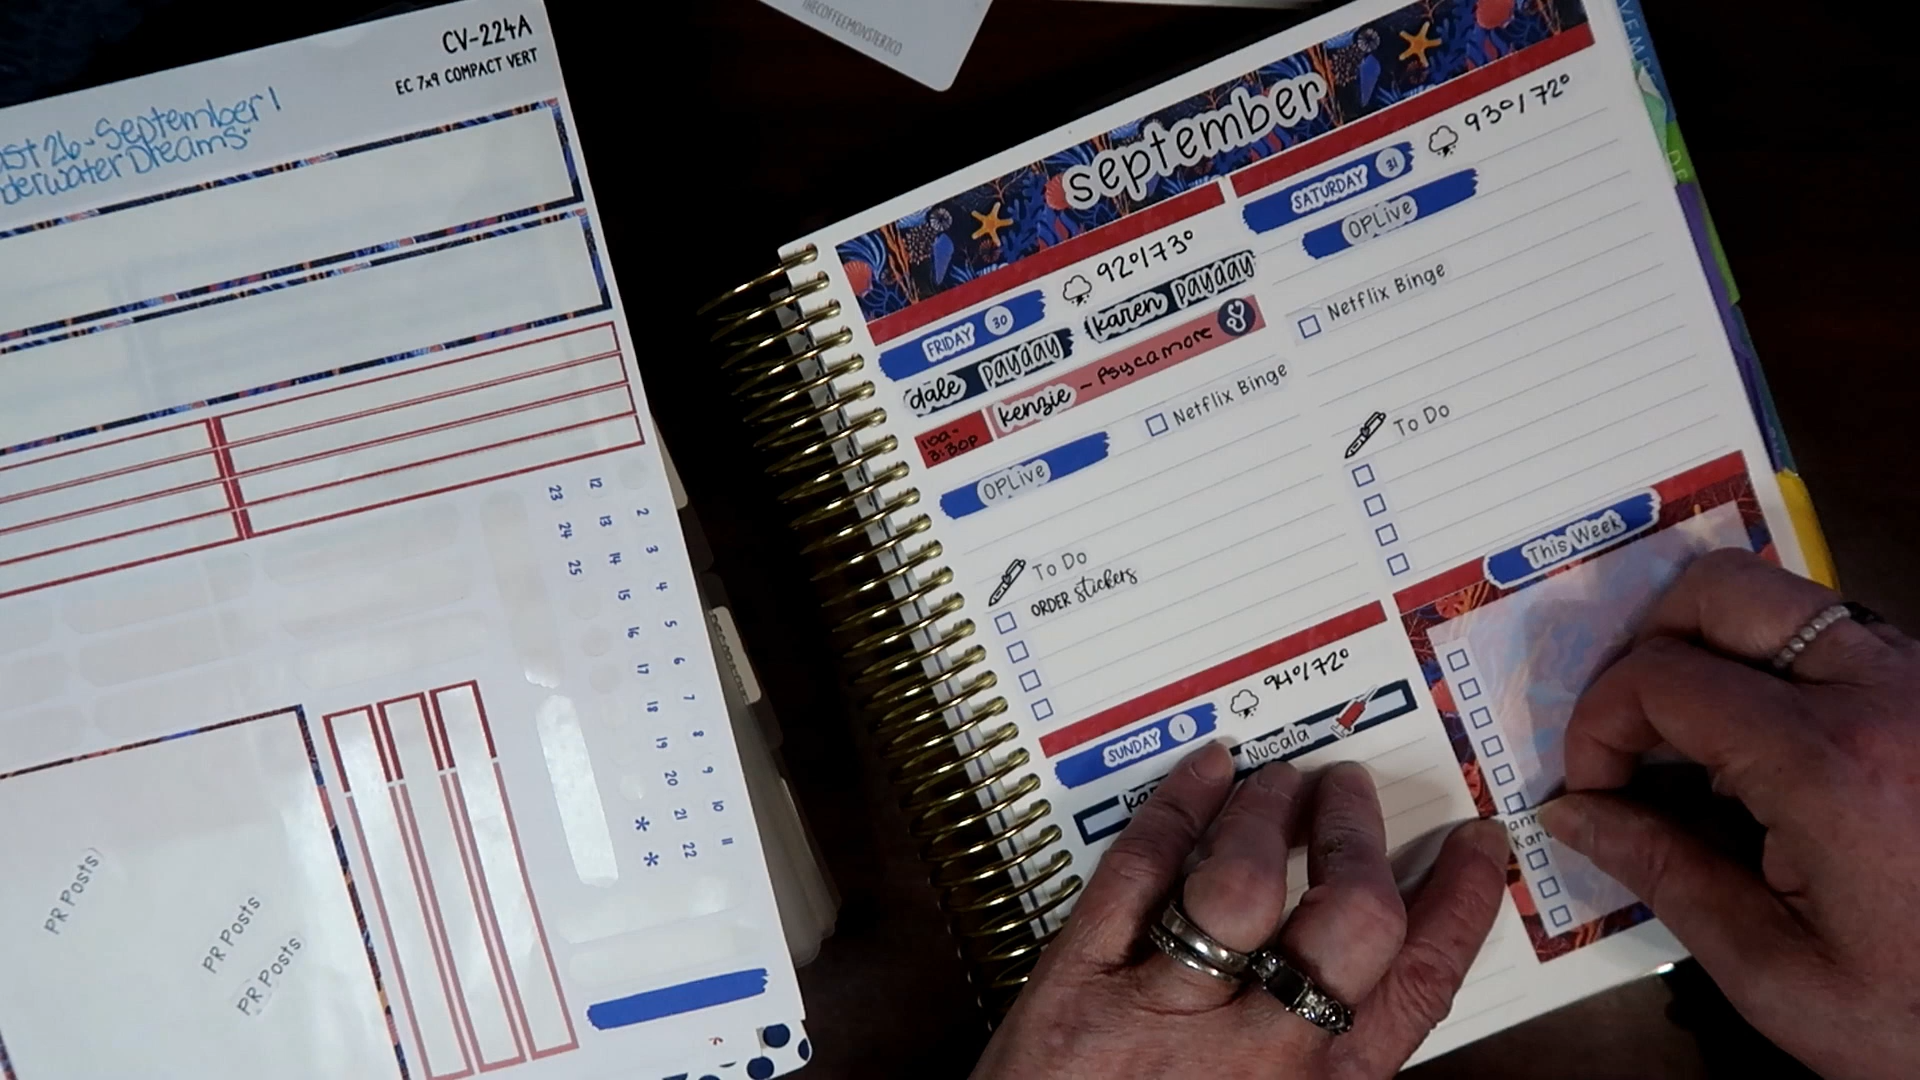 CV-224A
EC 7x9 COMPACT VERT
September 1
Dreams"
PR Posts
PR Posts
PR Posts
12
23
2
13
24
3
14
25
4
15
5
16
6
17
7
18
8
19
9
20
10
21
11
22
*
*
THECOFFEEMONSTERZCO
september
FRIDAY 30
92°/73°
dale payday
karen payday
10a-
3:30p
kenzie - Psycamore
Netflix Binge
OPLive
To Do
ORDER stickers
SATURDAY 31
93°/72°
OPLive
Netflix Binge
To Do
SUNDAY 1
94°/72°
Nucala
This Week